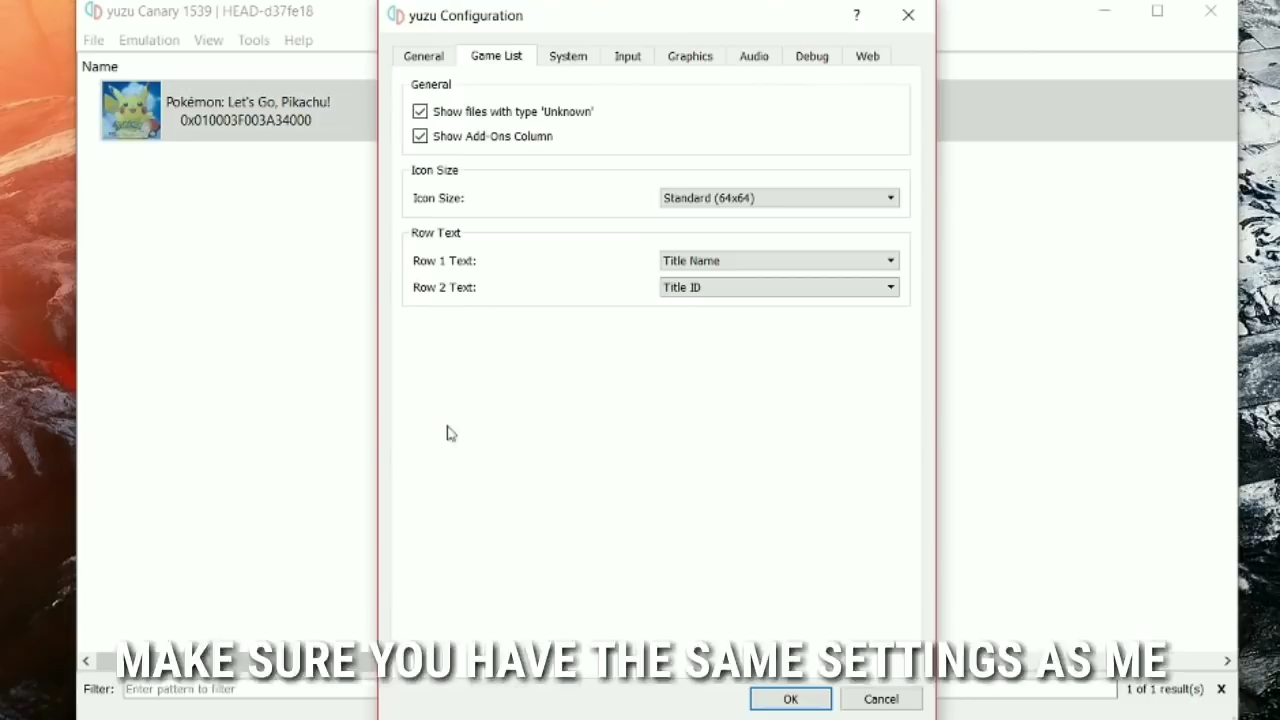 yuzu Canary 1539 | HEAD-d37fe18
File Emulation View Tools Help
Name
Pokémon: Let's Go, Pikachu!
0x010003F003A34000
yuzu Configuration
?
General Game List System Input Graphics Audio Debug Web
General
Show files with type 'Unknown'
Show Add-Ons Column
Icon Size
Icon Size: Standard (64x64)
Row Text
Row 1 Text: Title Name
Row 2 Text: Title ID
MAKE SURE YOU HAVE THE SAME SETTINGS AS ME
Filter: Enter pattern to filter 1 of 1 result(s) X
OK Cancel